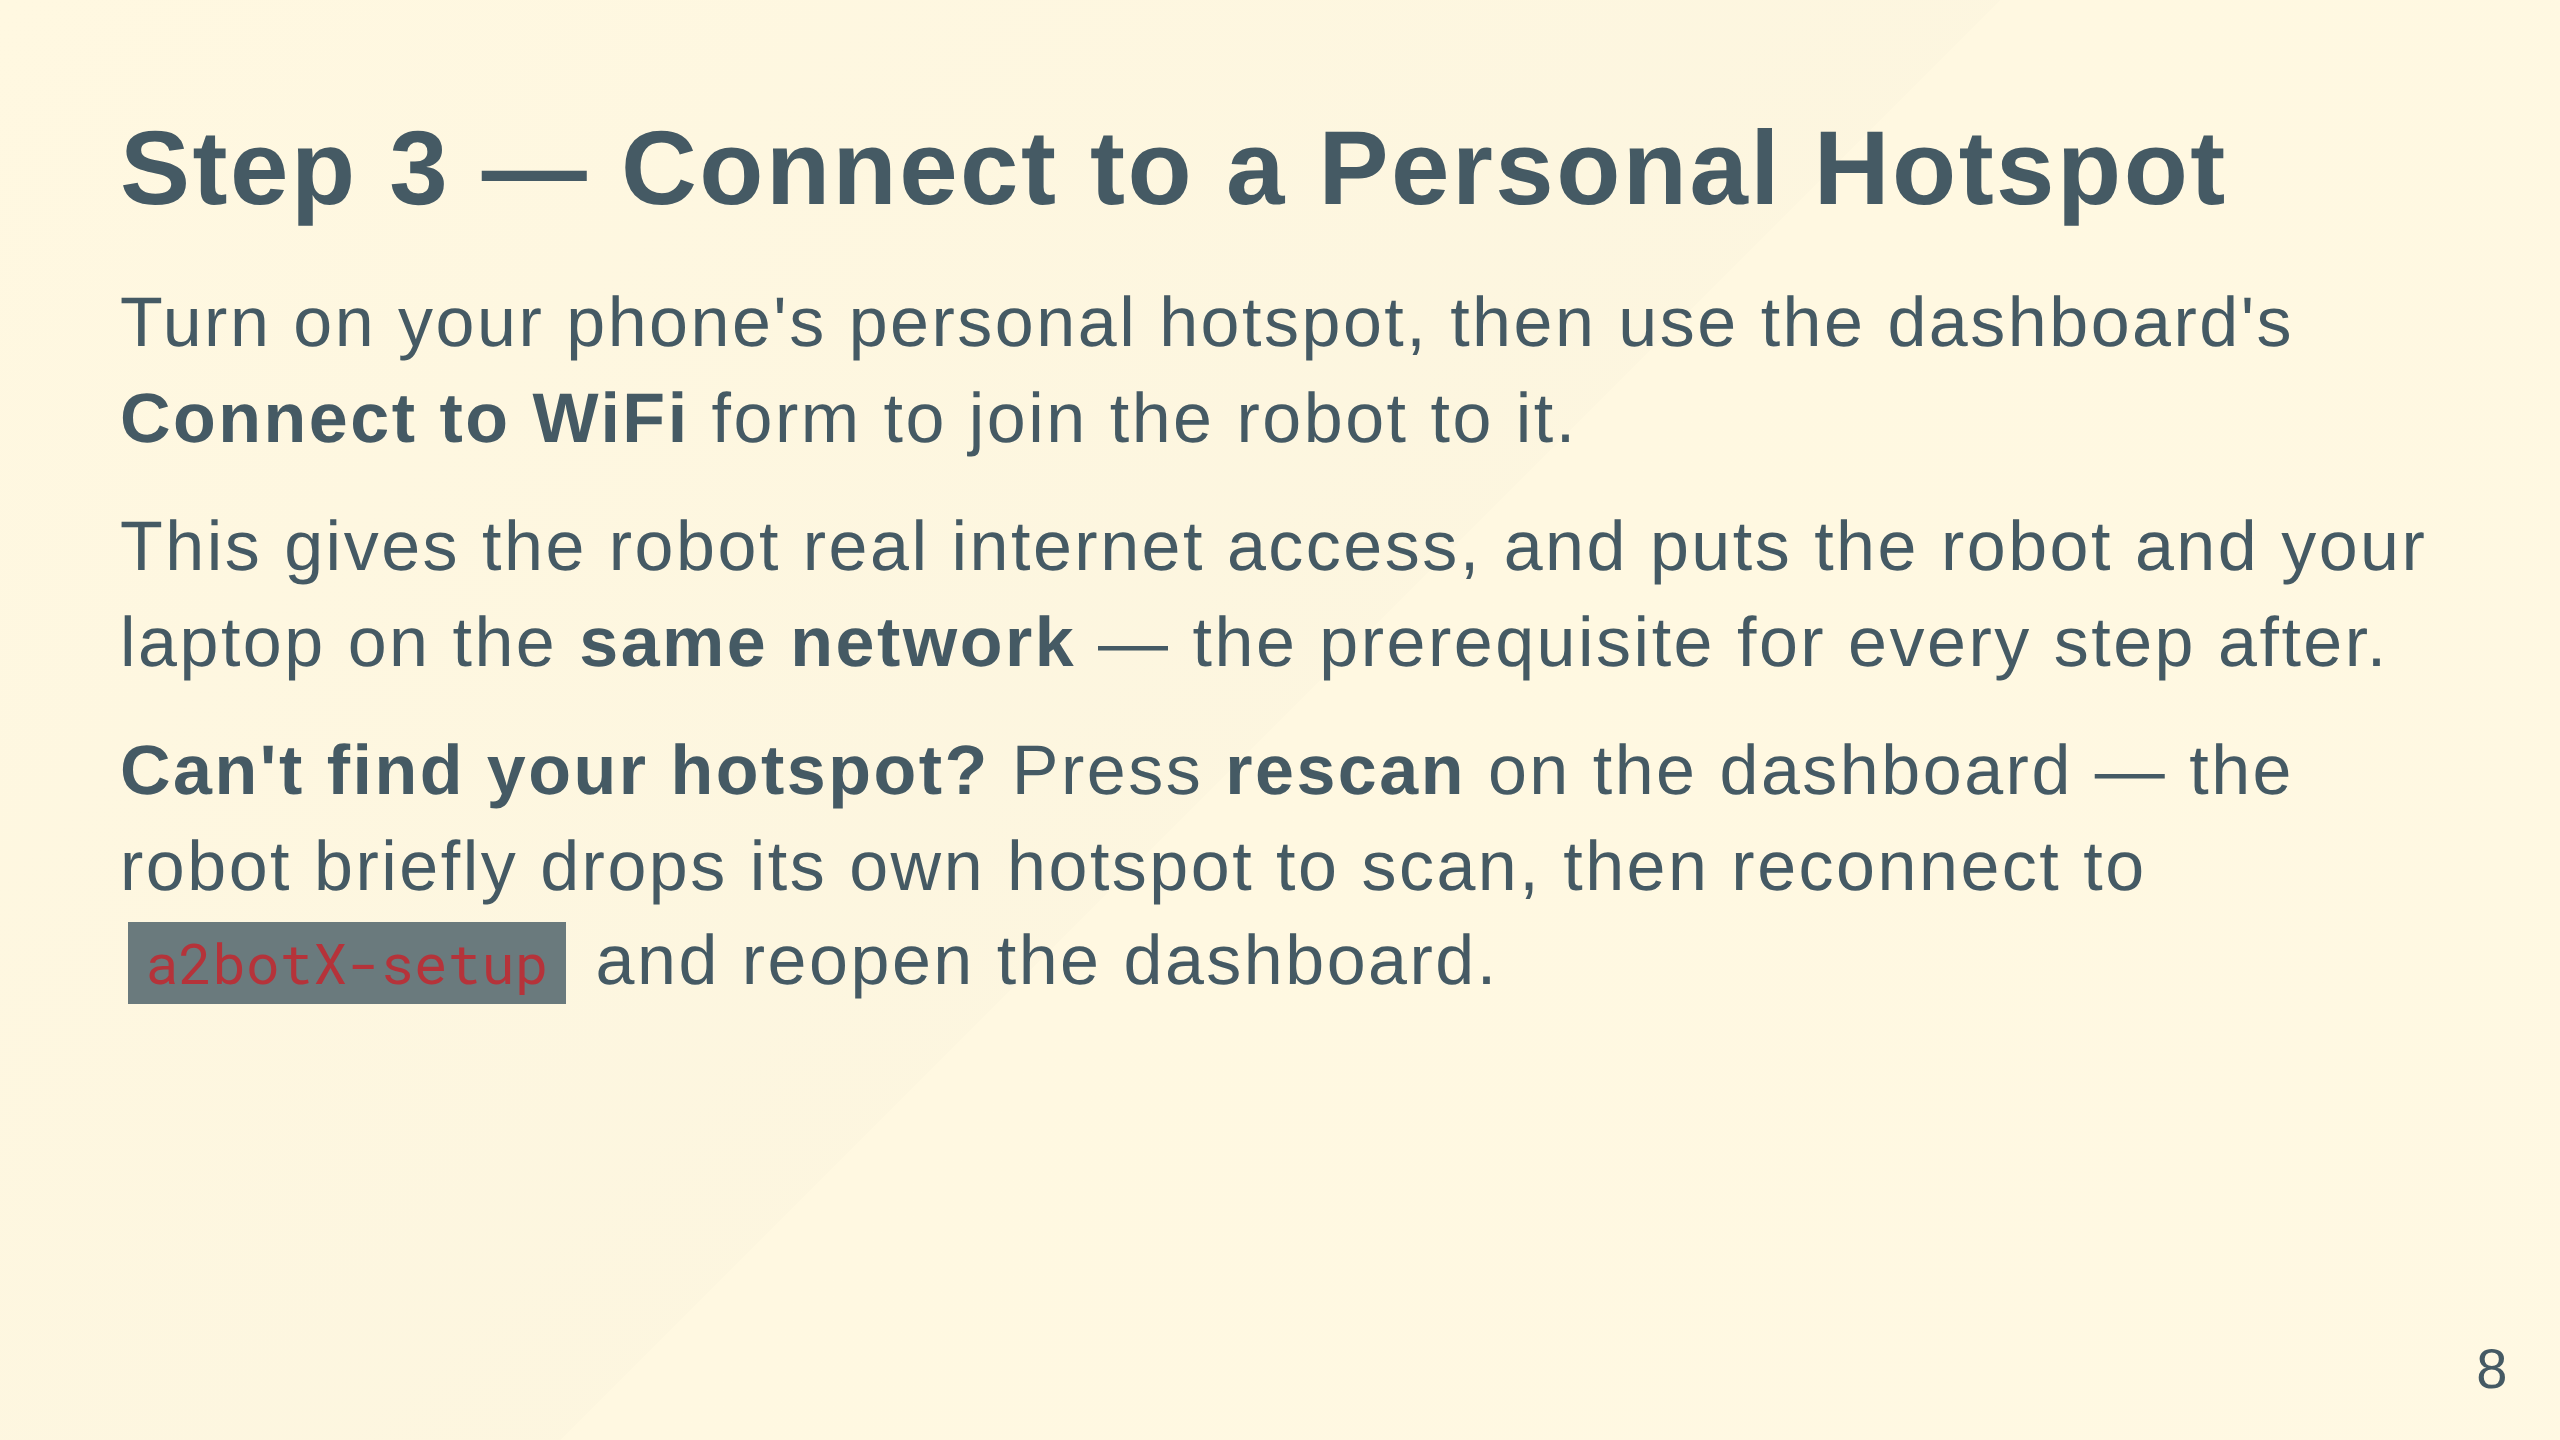 Step 3 — Connect to a Personal Hotspot
Turn on your phone's personal hotspot, then use the dashboard's
Connect to WiFi form to join the robot to it.
This gives the robot real internet access, and puts the robot and your
laptop on the same network — the prerequisite for every step after.
Can't find your hotspot? Press rescan on the dashboard — the
robot briefly drops its own hotspot to scan, then reconnect to
a2botX-setup and reopen the dashboard.
8